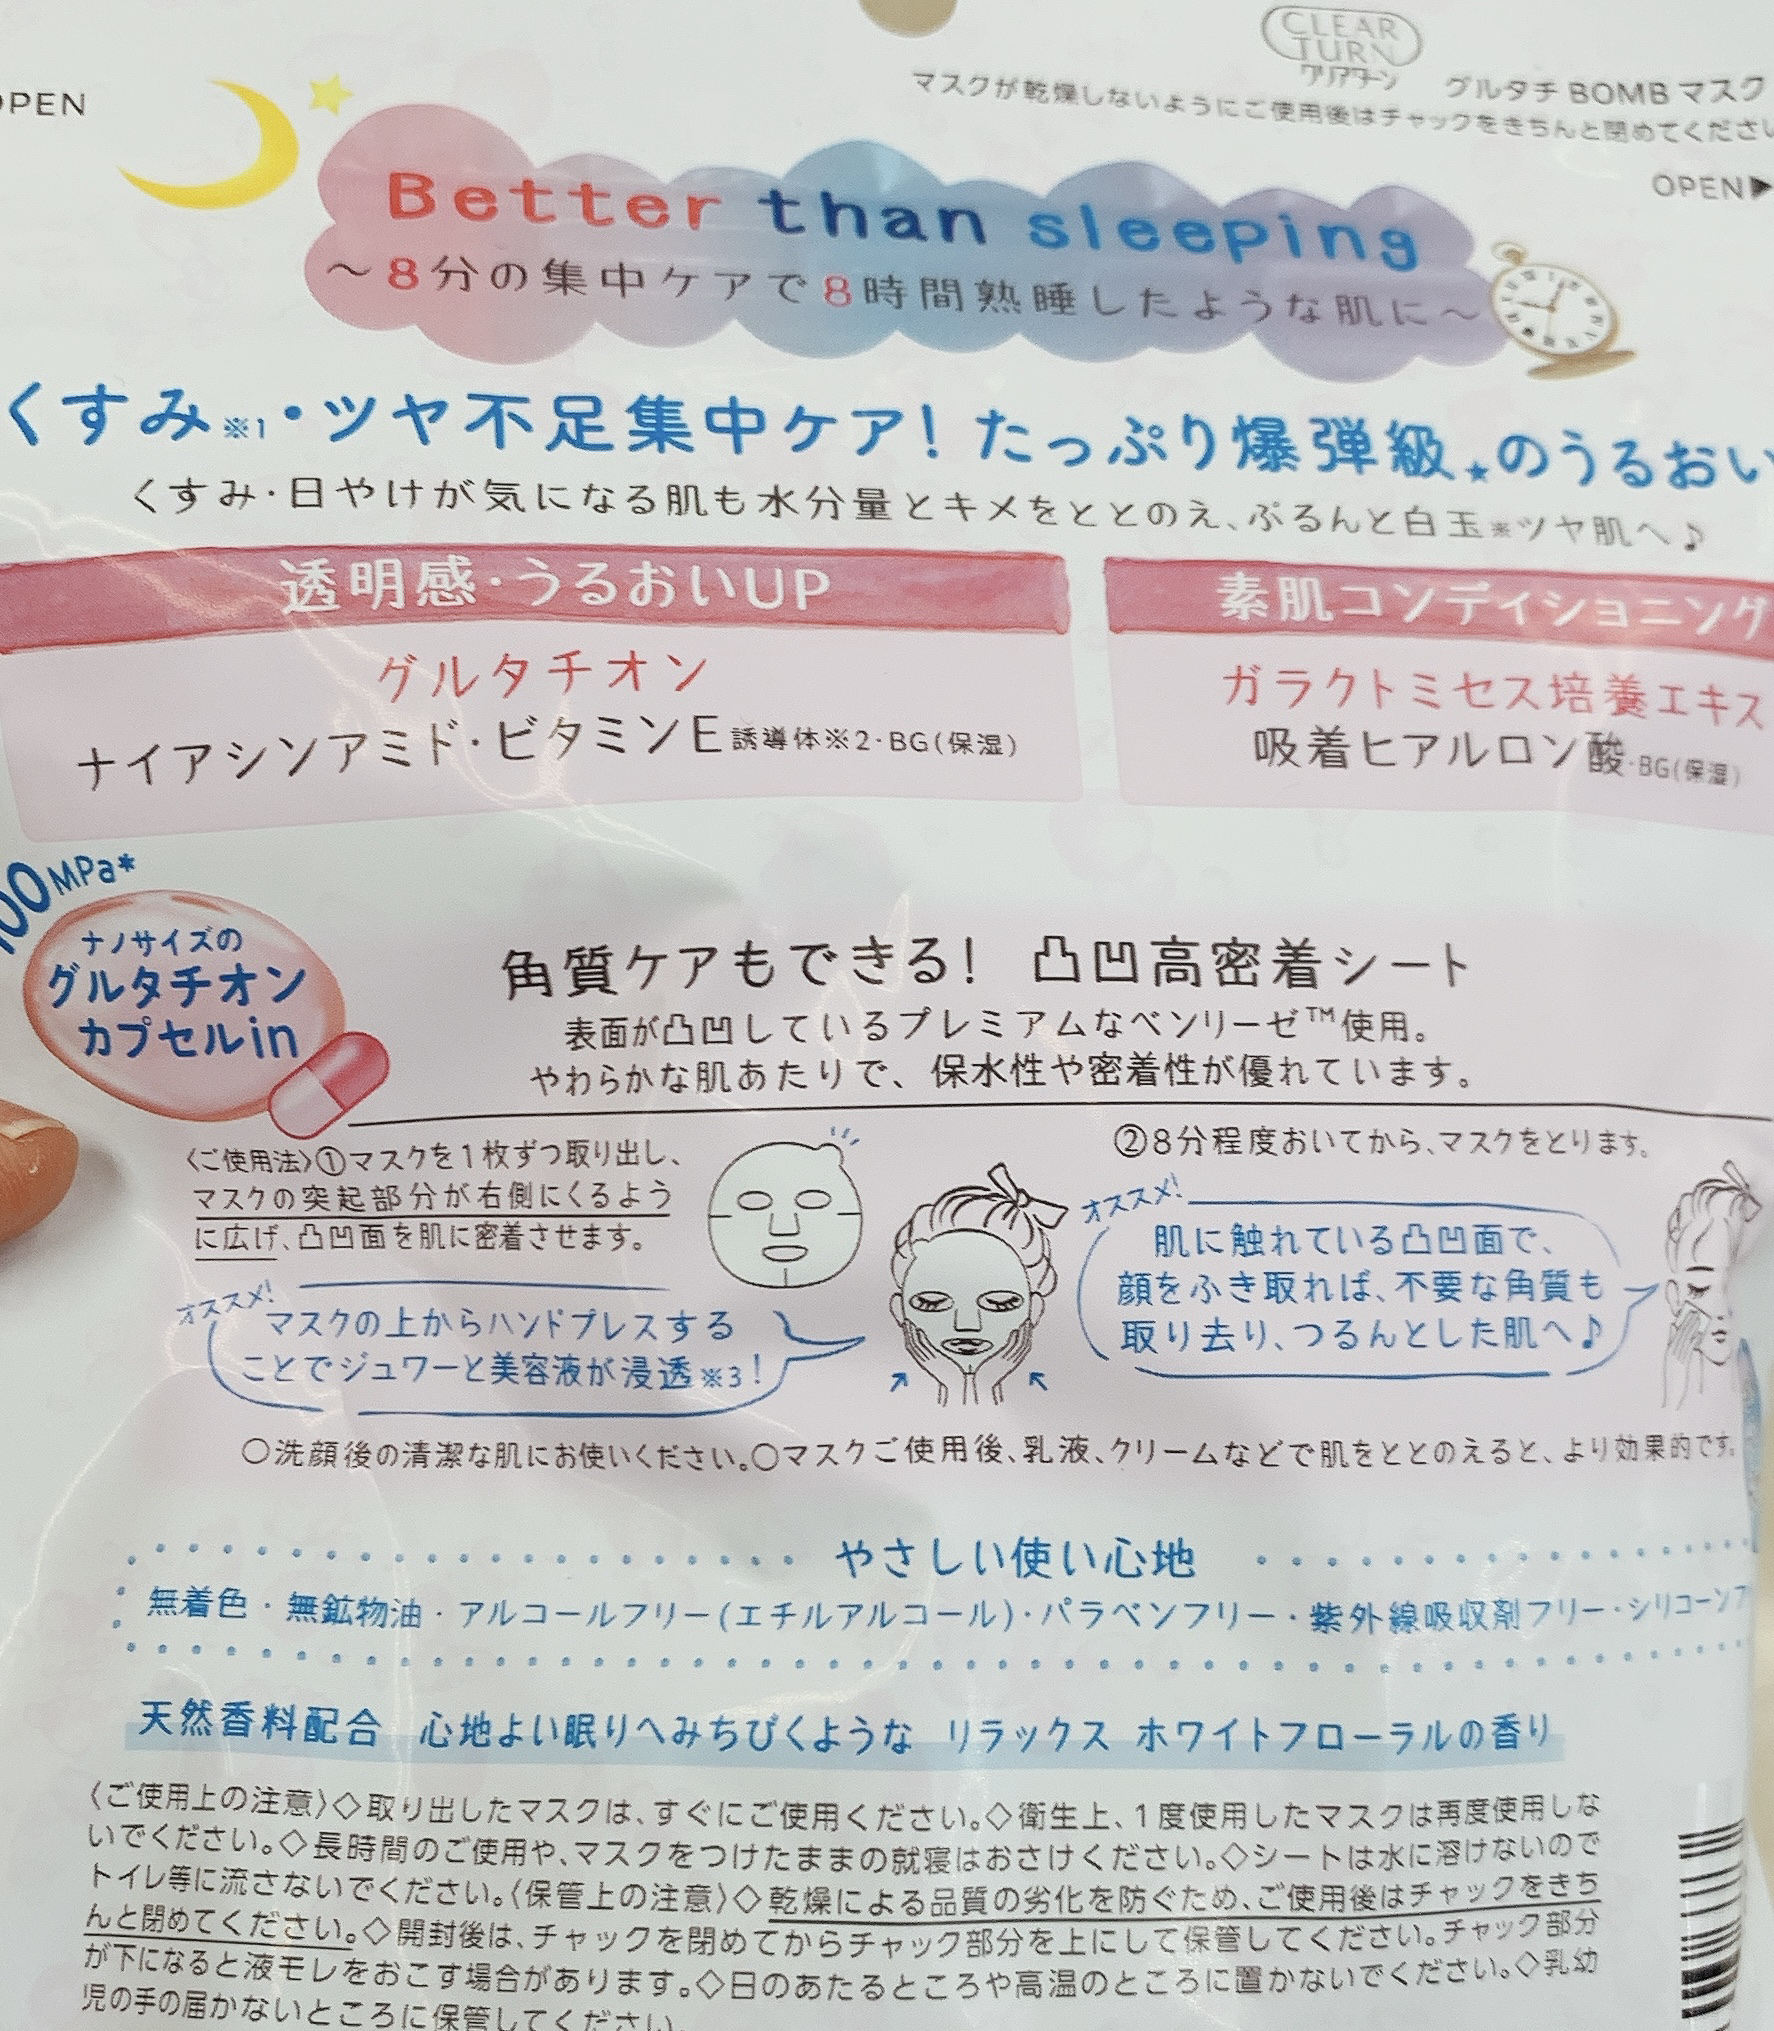 CLEAR
TURN
クリアターン
グルタチBOMBマスク
マスクが乾燥しないようにご使用後はチャックをきちんと閉めてくださ
OPEN
OPEN▶
Better than sleeping
～8分の集中ケアで8時間熟睡したような肌に～
くすみ※1・ツヤ不足集中ケア！たっぷり爆弾級★のうるおい
くすみ・日やけが気になる肌も水分量とキメをととのえ、ぷるんと白玉※ツヤ肌へ♪
透明感・うるおいUP
グルタチオン
ナイアシンアミド・ビタミンE誘導体※2・BG(保湿)
素肌コンディショニング
ガラクトミセス培養エキス
吸着ヒアルロン酸・BG(保湿)
00MPa*
ナノサイズの
グルタチオン
カプセルin
角質ケアもできる！ 凸凹高密着シート
表面が凸凹しているプレミアムなベンリーゼ™使用。
やわらかな肌あたりで、保水性や密着性が優れています。
〈ご使用法〉①マスクを1枚ずつ取り出し、
マスクの突起部分が右側にくるよう
に広げ、凸凹面を肌に密着させます。
オススメ！
マスクの上からハンドプレスする
ことでジュワーと美容液が浸透※3！
②8分程度おいてから、マスクをとります。
オススメ！
肌に触れている凸凹面で、
顔をふき取れば、不要な角質も
取り去り、つるんとした肌へ♪
○洗顔後の清潔な肌にお使いください。○マスクご使用後、乳液、クリームなどで肌をととのえると、より効果的です。
やさしい使い心地
無着色・無鉱物油・アルコールフリー(エチルアルコール)・パラベンフリー・紫外線吸収剤フリー・シリコーンフ
天然香料配合 心地よい眠りへみちびくような リラックス ホワイトフローラルの香り
〈ご使用上の注意〉◇取り出したマスクは、すぐにご使用ください。◇衛生上、1度使用したマスクは再度使用しな
いでください。◇長時間のご使用や、マスクをつけたままの就寝はおさけください。◇シートは水に溶けないので
トイレ等に流さないでください。〈保管上の注意〉◇乾燥による品質の劣化を防ぐため、ご使用後はチャックをきち
んと閉めてください。◇開封後は、チャックを閉めてからチャック部分を上にして保管してください。チャック部分
が下になると液モレをおこす場合があります。◇日のあたるところや高温のところに置かないでください。◇乳幼
児の手の届かないところに保管してください。